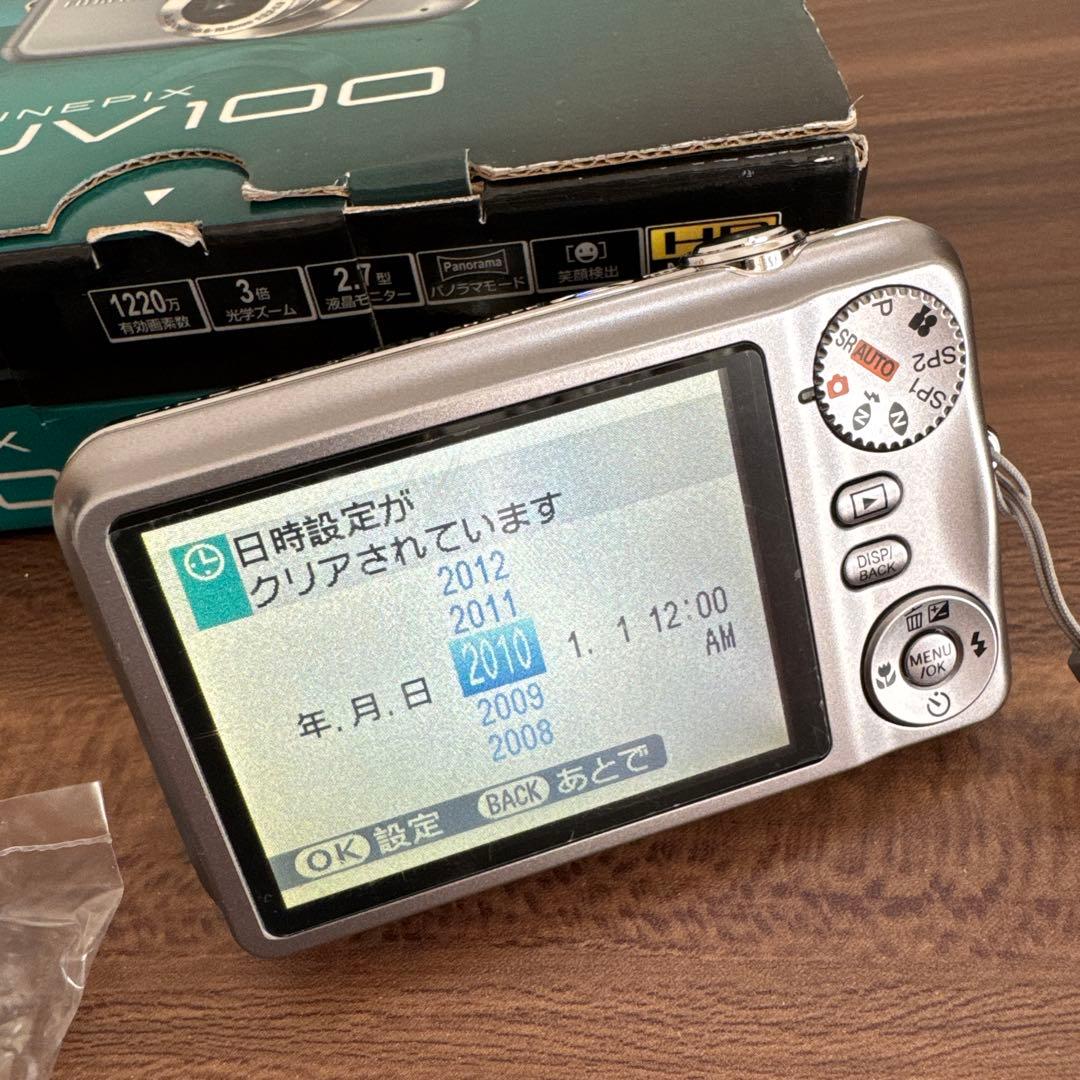 FINEPIX
AV100
1220万
有効画素数
3倍
光学ズーム
2.7型
液晶モニター
Panorama
パノラマモード
笑顔検出
P
SRAUTO
SP2
SP1
N
N
DISP/
BACK
MENU
/OK
日時設定が
クリアされています
2012
2011
年.月.日 2010 1. 1 12:00
AM
2009
2008
OK 設定 BACK あとで